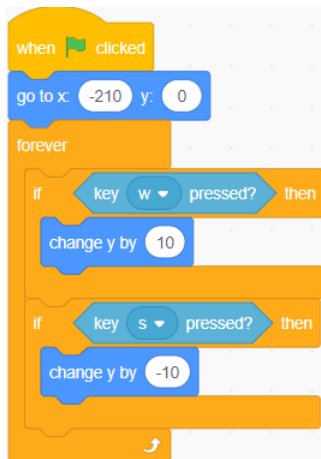 when clicked
go to x: -210 y: 0
forever
if key w pressed? then
change y by 10
if key s pressed? then
change y by -10